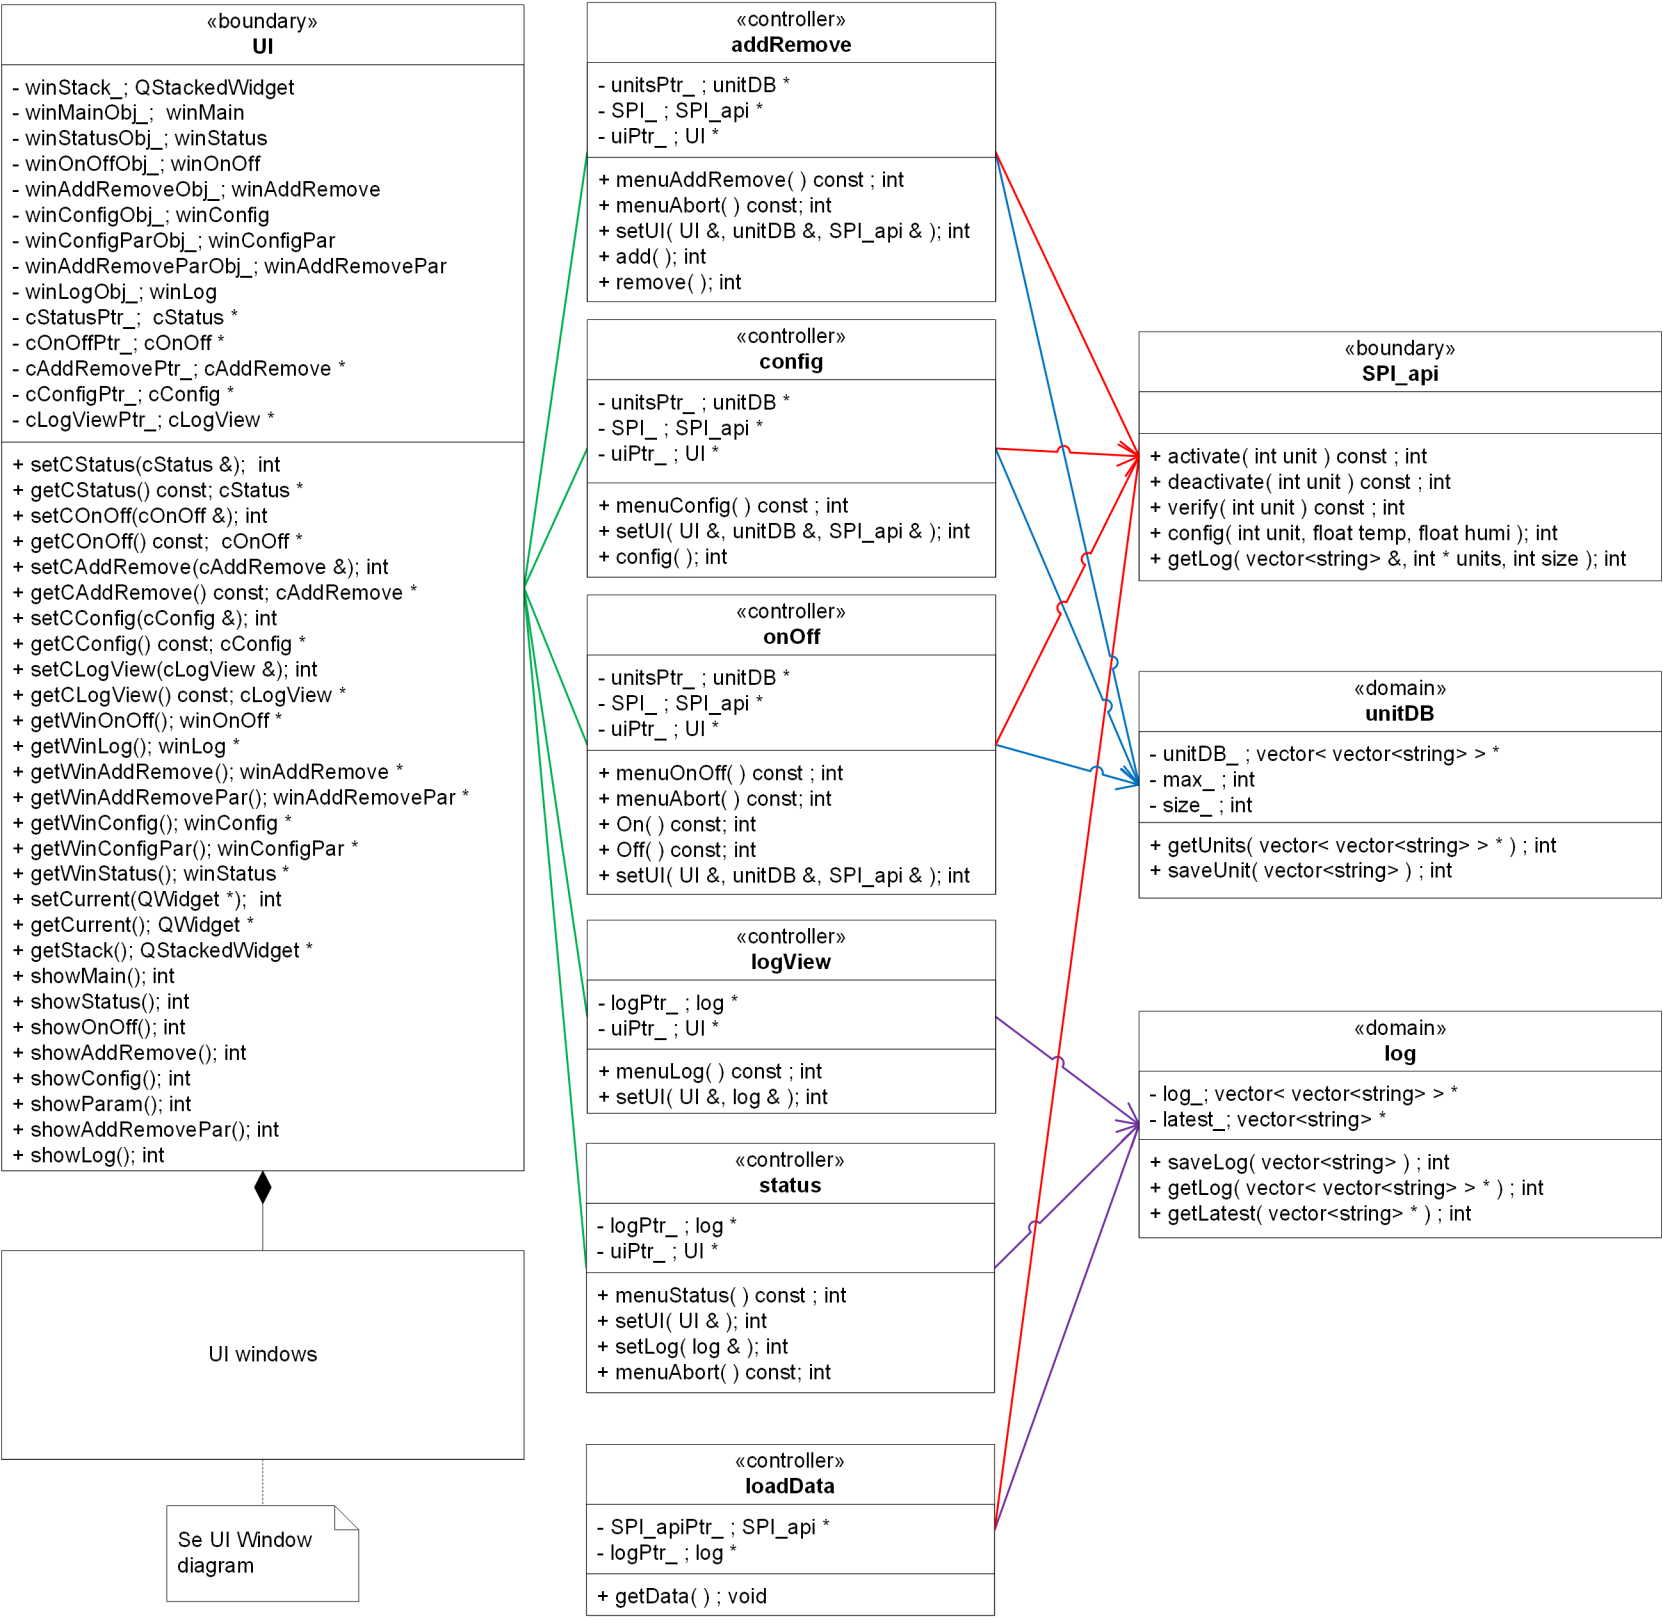 «boundary»
UI
- winStack_; QStackedWidget
- winMainObj_;  winMain
- winStatusObj_; winStatus
- winOnOffObj_; winOnOff
- winAddRemoveObj_; winAddRemove
- winConfigObj_; winConfig
- winConfigParObj_; winConfigPar
- winAddRemoveParObj_; winAddRemovePar
- winLogObj_; winLog
- cStatusPtr_;  cStatus *
- cOnOffPtr_; cOnOff *
- cAddRemovePtr_; cAddRemove *
- cConfigPtr_; cConfig *
- cLogViewPtr_; cLogView *
+ setCStatus(cStatus &);  int
+ getCStatus() const; cStatus *
+ setCOnOff(cOnOff &); int
+ getCOnOff() const;  cOnOff *
+ setCAddRemove(cAddRemove &); int
+ getCAddRemove() const; cAddRemove *
+ setCConfig(cConfig &); int
+ getCConfig() const; cConfig *
+ setCLogView(cLogView &); int
+ getCLogView() const; cLogView *
+ getWinOnOff(); winOnOff *
+ getWinLog(); winLog *
+ getWinAddRemove(); winAddRemove *
+ getWinAddRemovePar(); winAddRemovePar *
+ getWinConfig(); winConfig *
+ getWinConfigPar(); winConfigPar *
+ getWinStatus(); winStatus *
+ setCurrent(QWidget *);  int
+ getCurrent(); QWidget *
+ getStack(); QStackedWidget *
+ showMain(); int
+ showStatus(); int
+ showOnOff(); int
+ showAddRemove(); int
+ showConfig(); int
+ showParam(); int
+ showAddRemovePar(); int
+ showLog(); int
UI windows
Se UI Window
diagram
«controller»
addRemove
- unitsPtr_ ; unitDB *
- SPI_ ; SPI_api *
- uiPtr_ ; UI *
+ menuAddRemove( ) const ; int
+ menuAbort( ) const; int
+ setUI( UI &, unitDB &, SPI_api & ); int
+ add( ); int
+ remove( ); int
«controller»
config
- unitsPtr_ ; unitDB *
- SPI_ ; SPI_api *
- uiPtr_ ; UI *
+ menuConfig( ) const ; int
+ setUI( UI &, unitDB &, SPI_api & ); int
+ config( ); int
«controller»
onOff
- unitsPtr_ ; unitDB *
- SPI_ ; SPI_api *
- uiPtr_ ; UI *
+ menuOnOff( ) const ; int
+ menuAbort( ) const; int
+ On( ) const; int
+ Off( ) const; int
+ setUI( UI &, unitDB &, SPI_api & ); int
«controller»
logView
- logPtr_ ; log *
- uiPtr_ ; UI *
+ menuLog( ) const ; int
+ setUI( UI &, log & ); int
«controller»
status
- logPtr_ ; log *
- uiPtr_ ; UI *
+ menuStatus( ) const ; int
+ setUI( UI & ); int
+ setLog( log & ); int
+ menuAbort( ) const; int
«controller»
loadData
- SPI_apiPtr_ ; SPI_api *
- logPtr_ ; log *
+ getData( ) ; void
«boundary»
SPI_api
+ activate( int unit ) const ; int
+ deactivate( int unit ) const ; int
+ verify( int unit ) const ; int
+ config( int unit, float temp, float humi ); int
+ getLog( vector<string> &, int * units, int size ); int
«domain»
unitDB
- unitDB_ ; vector< vector<string> > *
- max_ ; int
- size_ ; int
+ getUnits( vector< vector<string> > * ) ; int
+ saveUnit( vector<string> ) ; int
«domain»
log
- log_; vector< vector<string> > *
- latest_; vector<string> *
+ saveLog( vector<string> ) ; int
+ getLog( vector< vector<string> > * ) ; int
+ getLatest( vector<string> * ) ; int